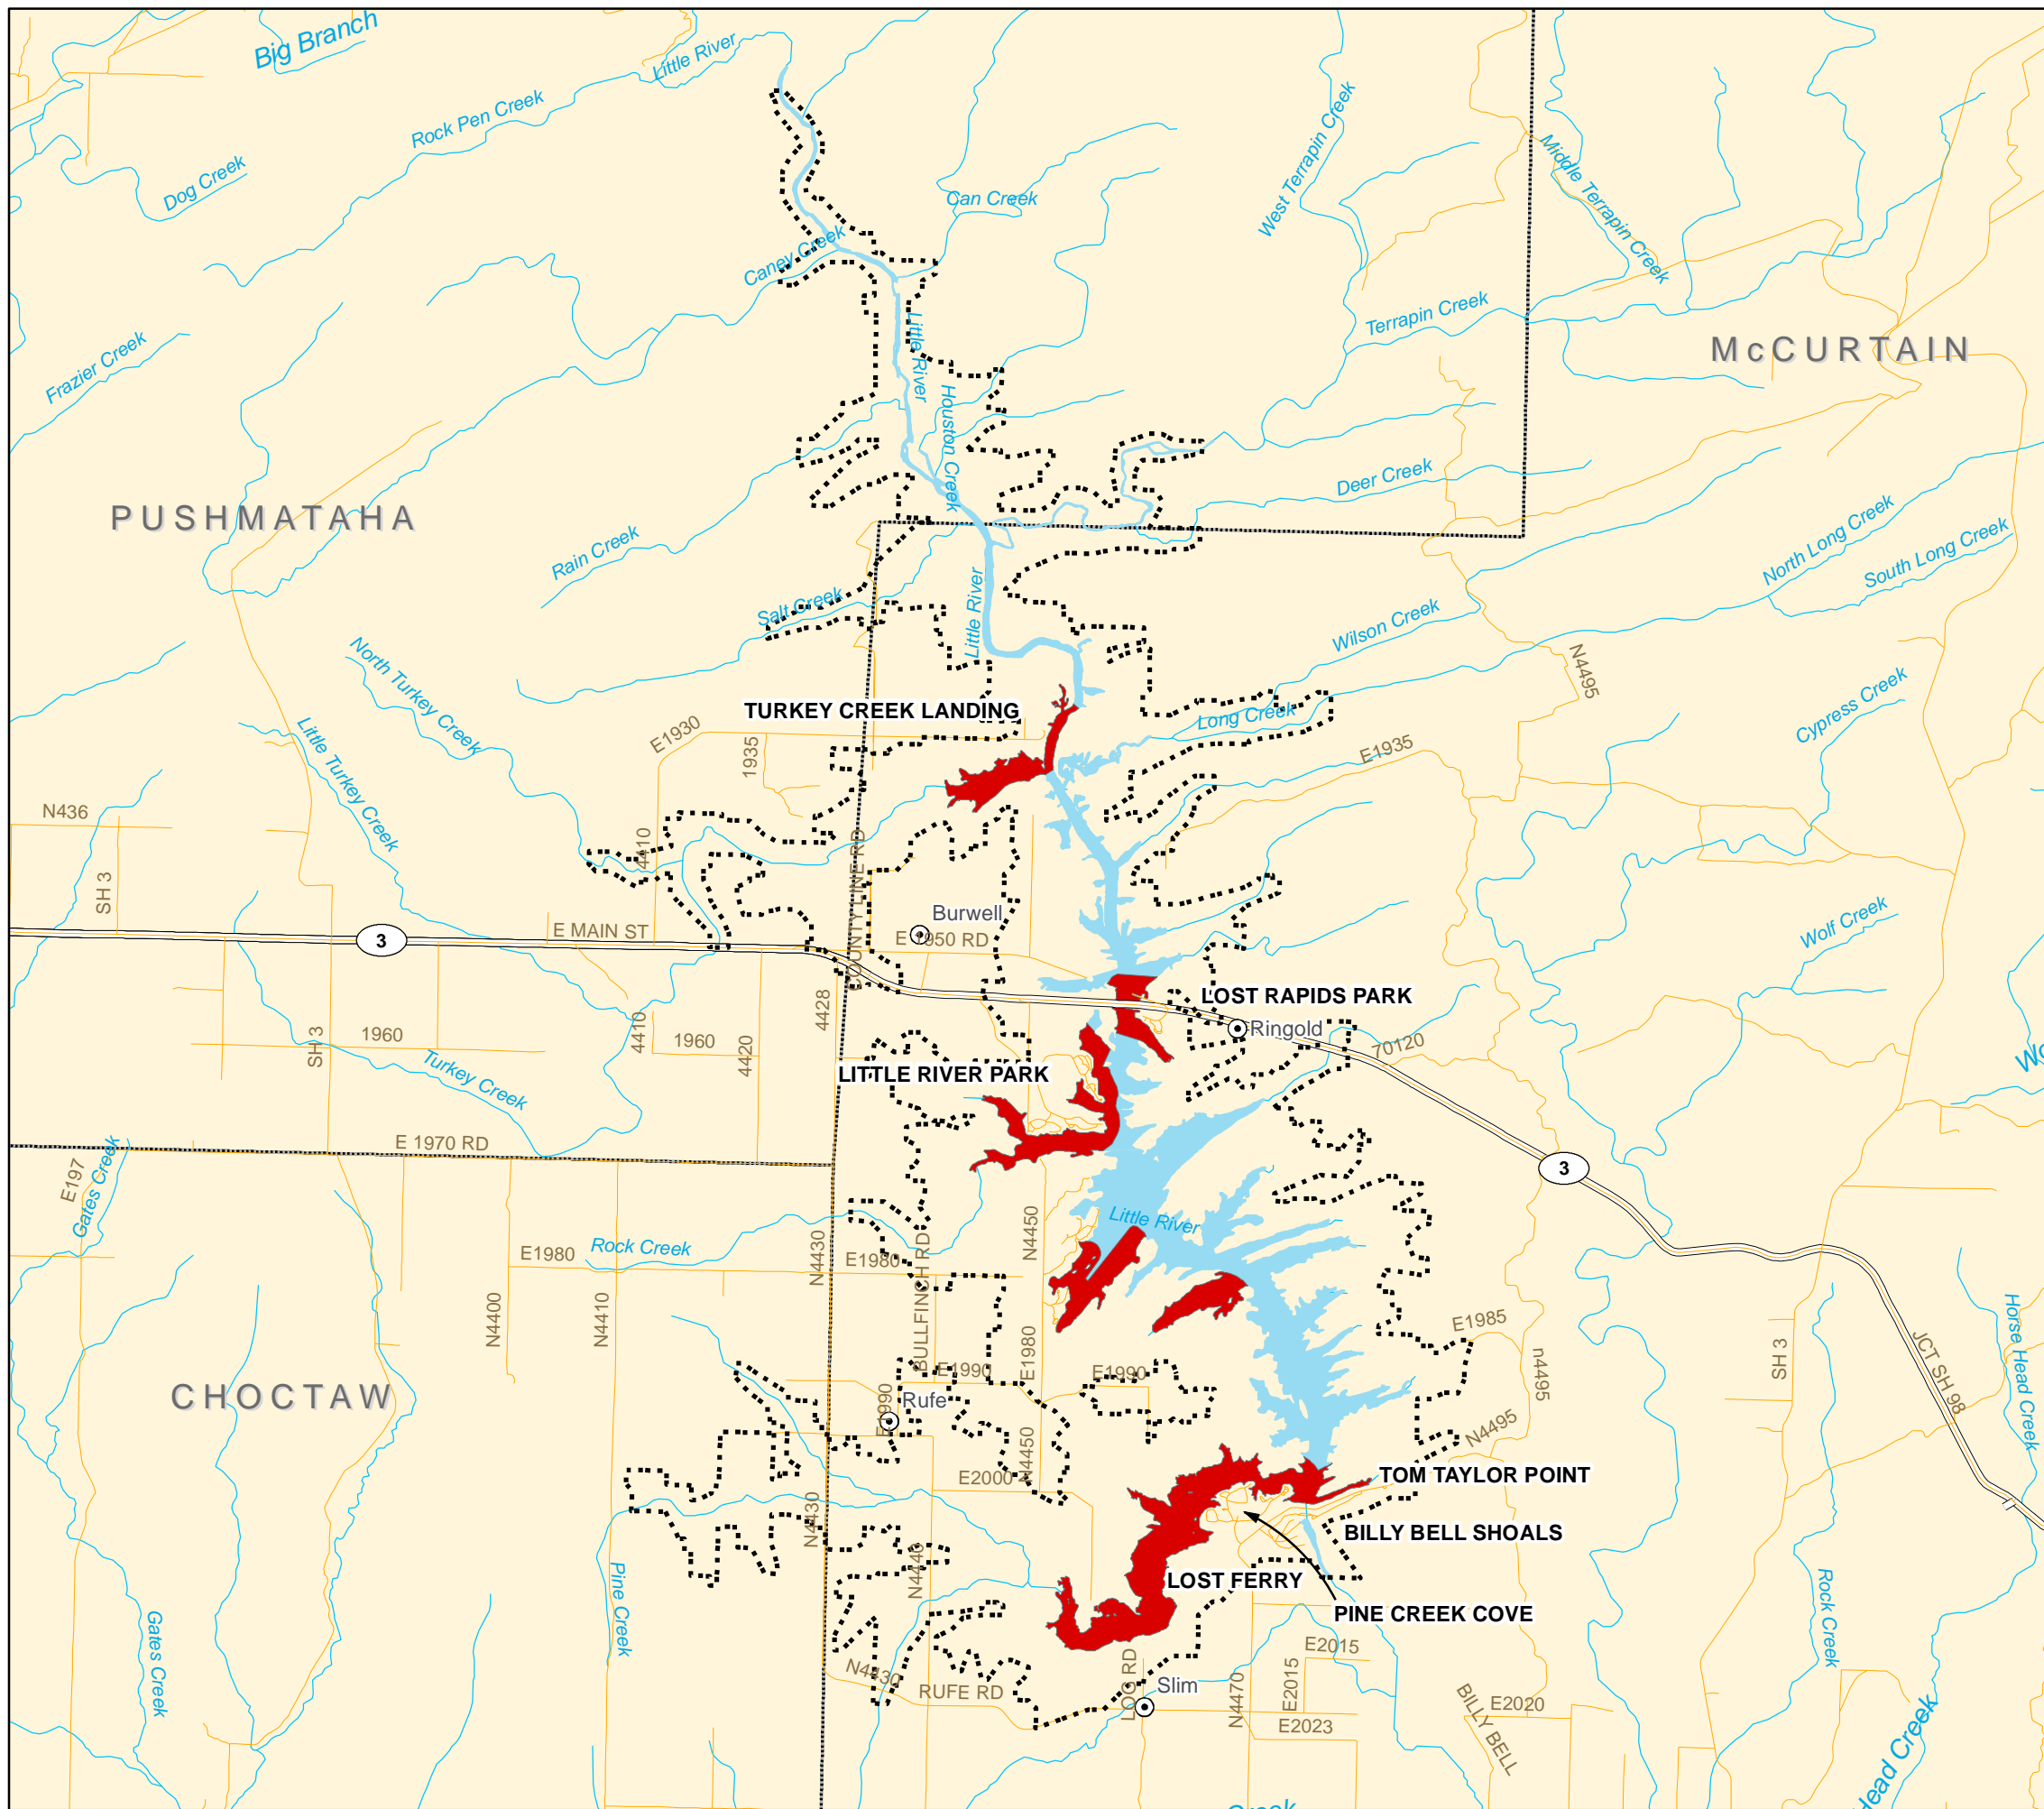 Big Branch
Little River
Rock Pen Creek
Dog Creek
Can Creek
West Terrapin Creek
Middle Terrapin Creek
Caney Creek
Terrapin Creek
McCURTAIN
Frazier Creek
Little River
Houston Creek
Deer Creek
PUSHMATAHA
North Long Creek
South Long Creek
Rain Creek
Salt Creek
Little River
Wilson Creek
North Turkey Creek
N4495
Cypress Creek
TURKEY CREEK LANDING
Long Creek
E1930
1935
E1935
Little Turkey Creek
N436
4410
SH 3
COUNTY LINE RD
Burwell
E 1950 RD
E MAIN ST
3
Wolf Creek
LOST RAPIDS PARK
Ringold
4428
4410
SH 3
1960
1960
4420
70120
Turkey Creek
LITTLE RIVER PARK
E 1970 RD
3
E197
Gates Creek
Little River
N4450
Rock Creek
E1980
E1980
N4430
BULLFINCH RD
N4400
N4410
E1985
n4495
SH 3
JCT SH 98
Horse Head Creek
E1980
E1990
E1990
CHOCTAW
Rufe
E1990
N4495
N4450
E2000
TOM TAYLOR POINT
N4430
BILLY BELL SHOALS
N4440
LOST FERRY
PINE CREEK COVE
Pine Creek
Gates Creek
Rock Creek
E2015
N4430
RUFE RD
LOG RD
Slim
N4470
E2015
E2023
E2020
BILLY BELL
Head Creek
Creek